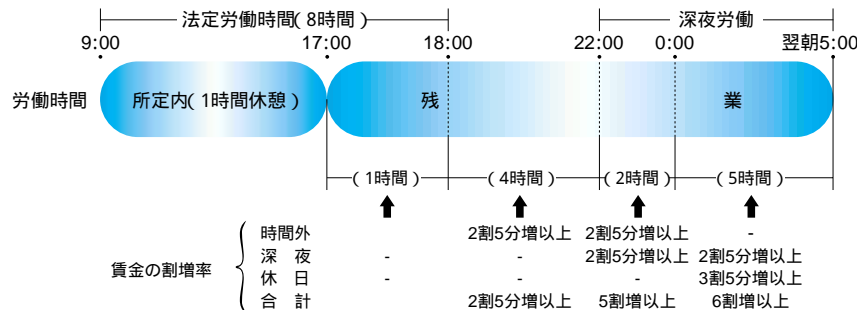 法定労働時間(8時間) 深夜労働
9:00 17:00 18:00 22:00 0:00 翌朝5:00
労働時間 所定内(1時間休憩) 残 業
(1時間) (4時間) (2時間) (5時間)
時間外 2割5分増以上 2割5分増以上 -
深 夜 - - 2割5分増以上 2割5分増以上
賃金の割増率
休 日 - - - 3割5分増以上
合 計 2割5分増以上 5割増以上 6割増以上